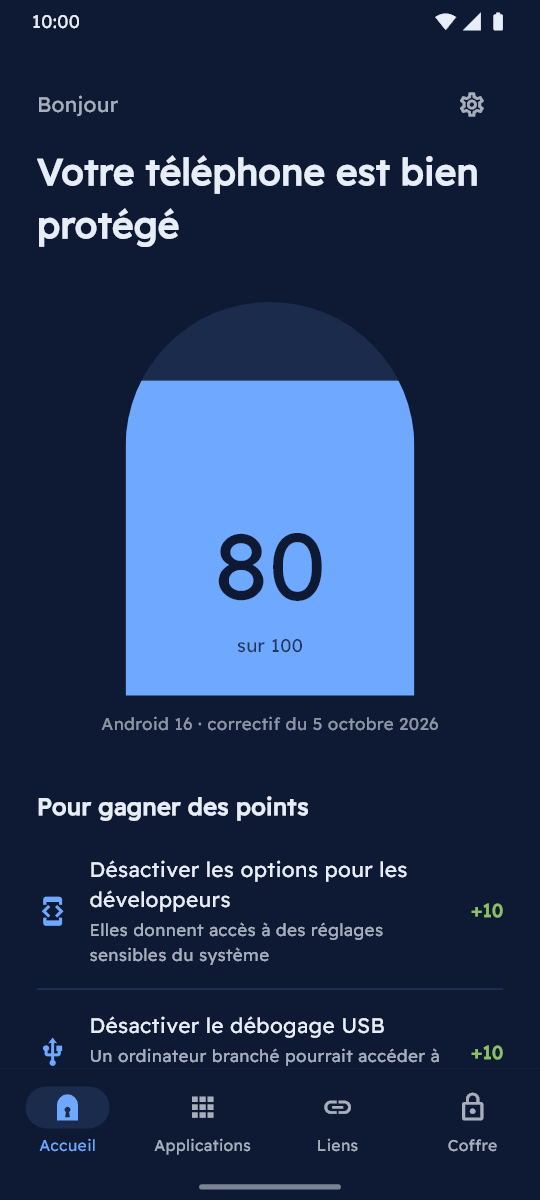 10:00
Bonjour
Votre téléphone est bien
protégé
80
sur 100
Android 16 · correctif du 5 octobre 2026
Pour gagner des points
Désactiver les options pour les
développeurs
Elles donnent accès à des réglages
sensibles du système
+10
Désactiver le débogage USB
Un ordinateur branché pourrait accéder à
+10
Accueil
Applications
Liens
Coffre